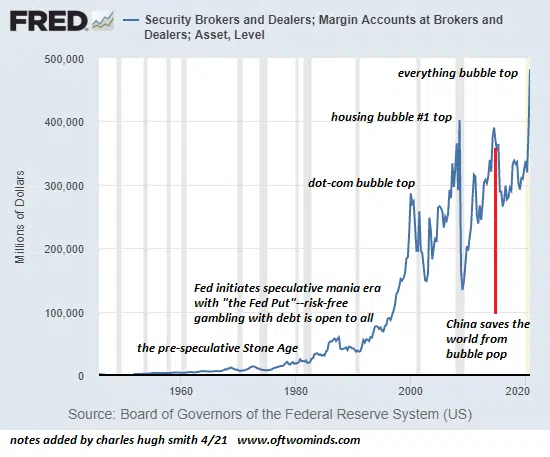 FRED
Security Brokers and Dealers; Margin Accounts at Brokers and
Dealers; Asset, Level
500,000
everything bubble top
400,000
housing bubble #1 top
300,000
dot-com bubble top
Millions of Dollars
200,000
Fed initiates speculative mania era
with "the Fed Put"--risk-free
gambling with debt is open to all
100,000
China saves the
world from
bubble pop
the pre-speculative Stone Age
0
1960
1980
2000
2020
Source: Board of Governors of the Federal Reserve System (US)
notes added by charles hugh smith 4/21 www.oftwominds.com